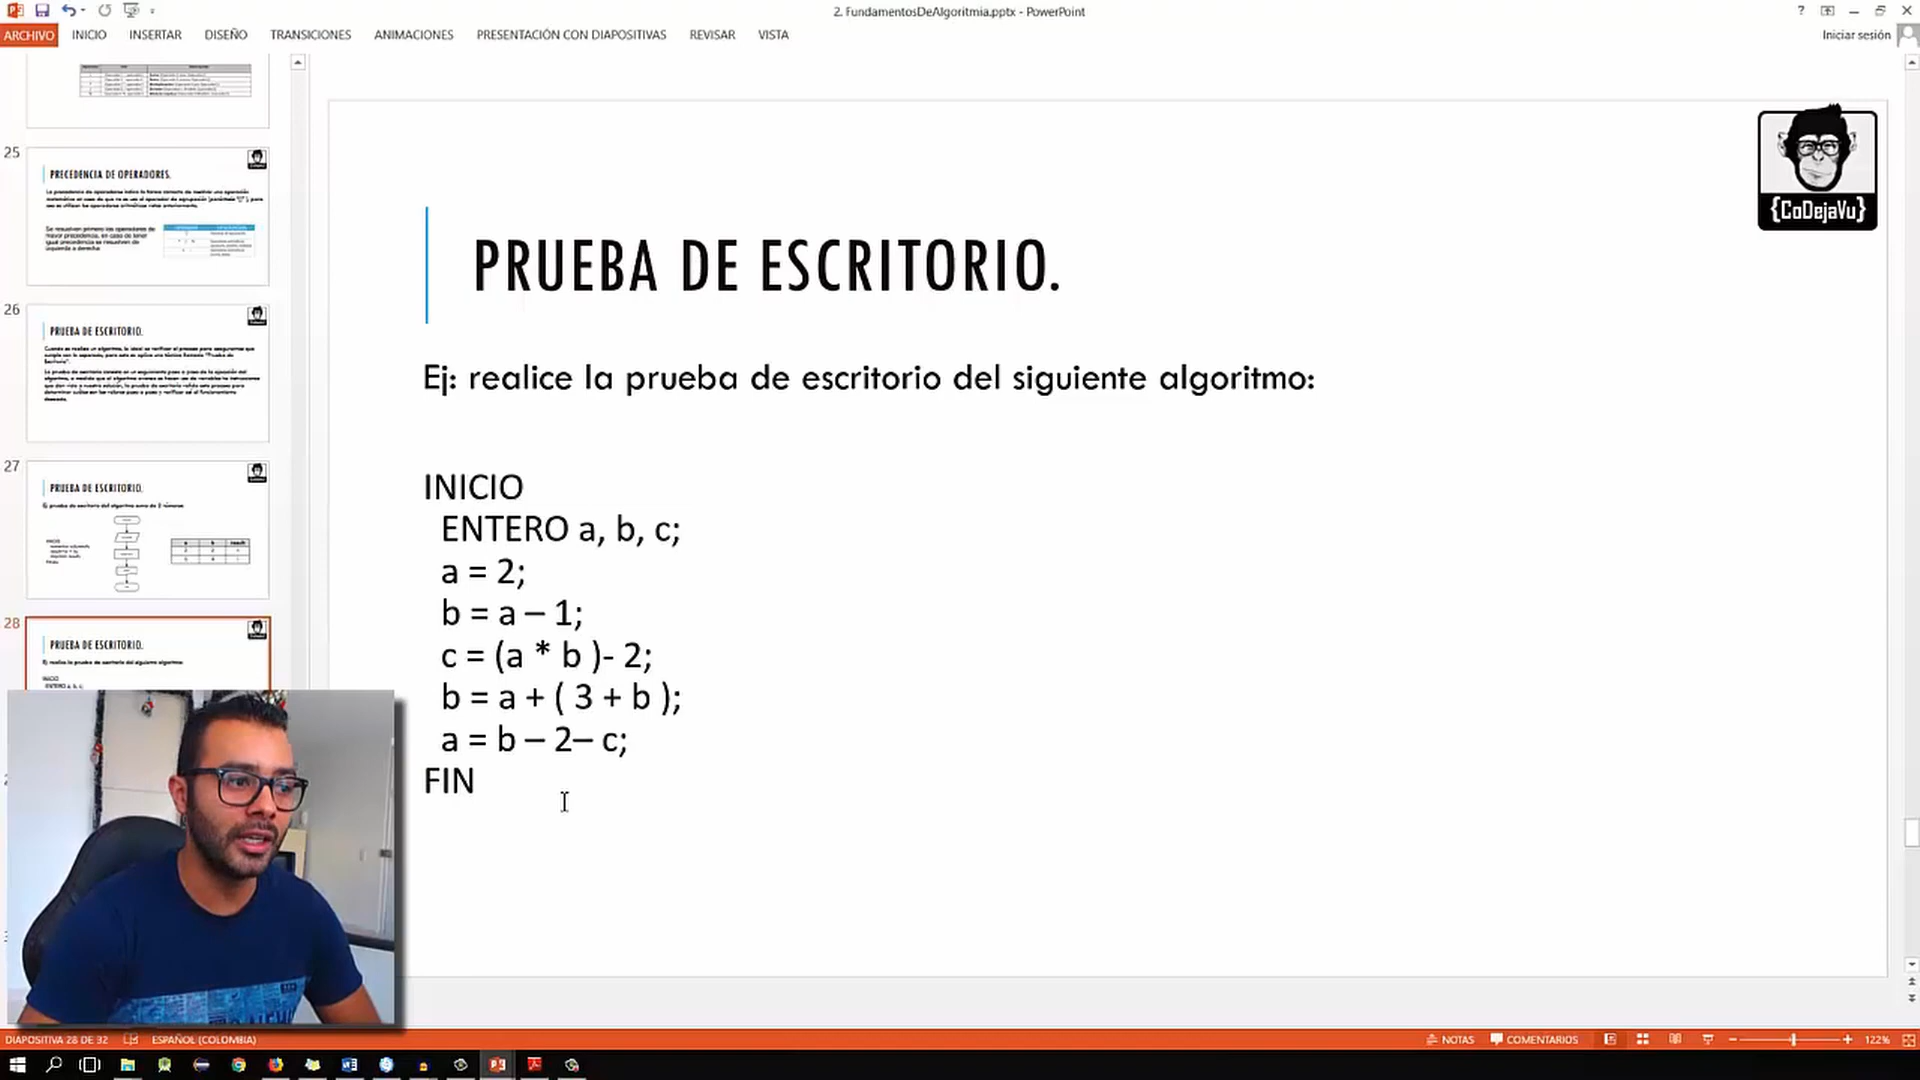 2. FundamentosDeAlgoritmia.pptx - PowerPoint
ARCHIVO INICIO INSERTAR DISEÑO TRANSICIONES ANIMACIONES PRESENTACIÓN CON DIAPOSITIVAS REVISAR VISTA
Iniciar sesión
25
PRECEDENCIA DE OPERADORES.
26
PRUEBA DE ESCRITORIO.
27
PRUEBA DE ESCRITORIO.
28
PRUEBA DE ESCRITORIO.
{CoDejaVu}
PRUEBA DE ESCRITORIO.
Ej: realice la prueba de escritorio del siguiente algoritmo:
INICIO
ENTERO a, b, c;
a = 2;
b = a – 1;
c = (a * b )- 2;
b = a + ( 3 + b );
a = b – 2– c;
FIN
DIAPOSITIVA 28 DE 32 ESPAÑOL (COLOMBIA)
NOTAS COMENTARIOS 122%